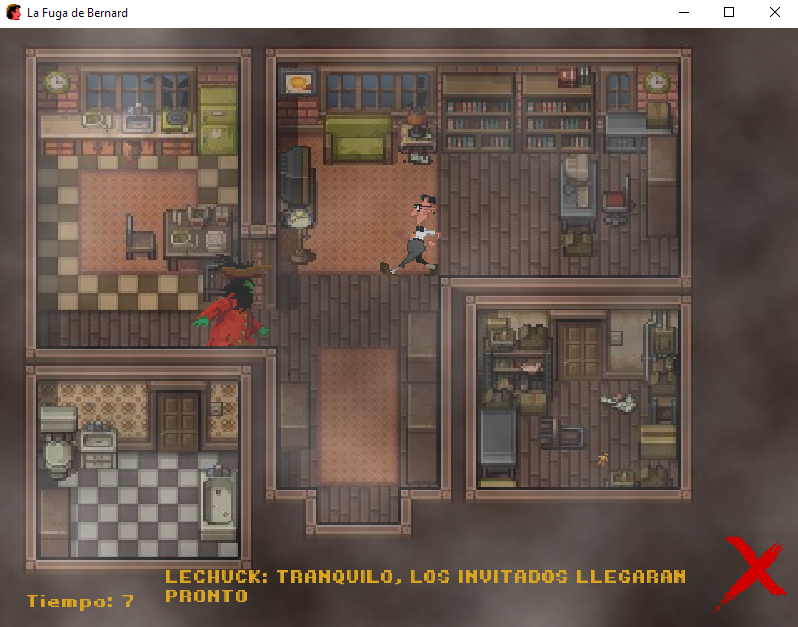 La Fuga de Bernard
LECHUCK: TRANQUILO, LOS INVITADOS LLEGARAN
PRONTO
Tiempo: 7